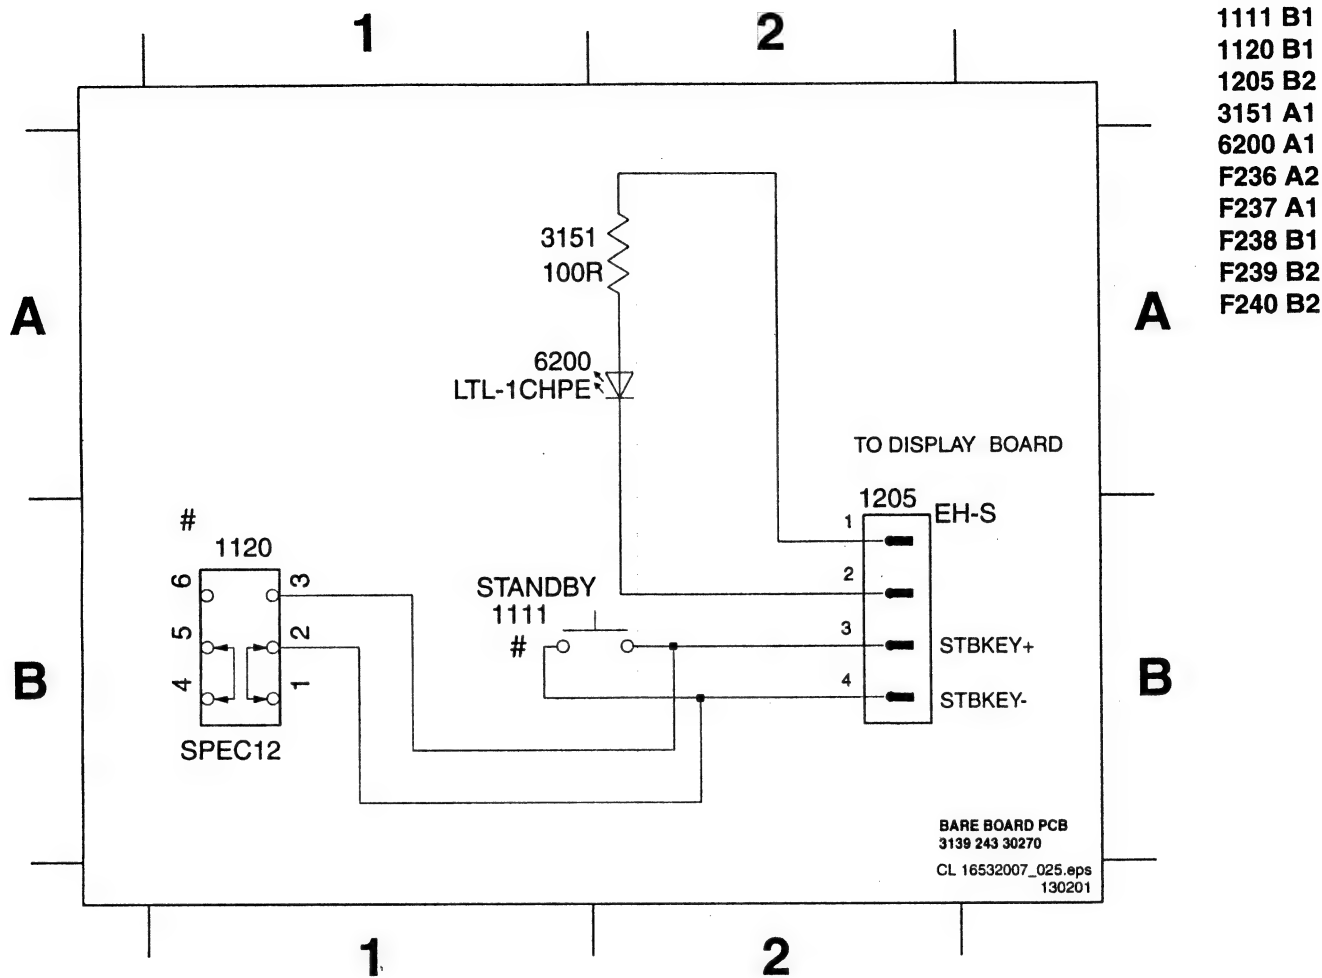 1
2
1111 B1
1120 B1
1205 B2
3151 A1
6200 A1
F236 A2
F237 A1
F238 B1
F239 B2
F240 B2
3151
100R
A
A
6200
LTL-1CHPE
TO DISPLAY BOARD
1205
EH-S
#
1120
6
3
5
2
4
1
SPEC12
STANDBY
1111
#
1
2
3
STBKEY+
4
STBKEY-
B
B
BARE BOARD PCB
3139 243 30270
CL 16532007_025.eps
130201
1
2